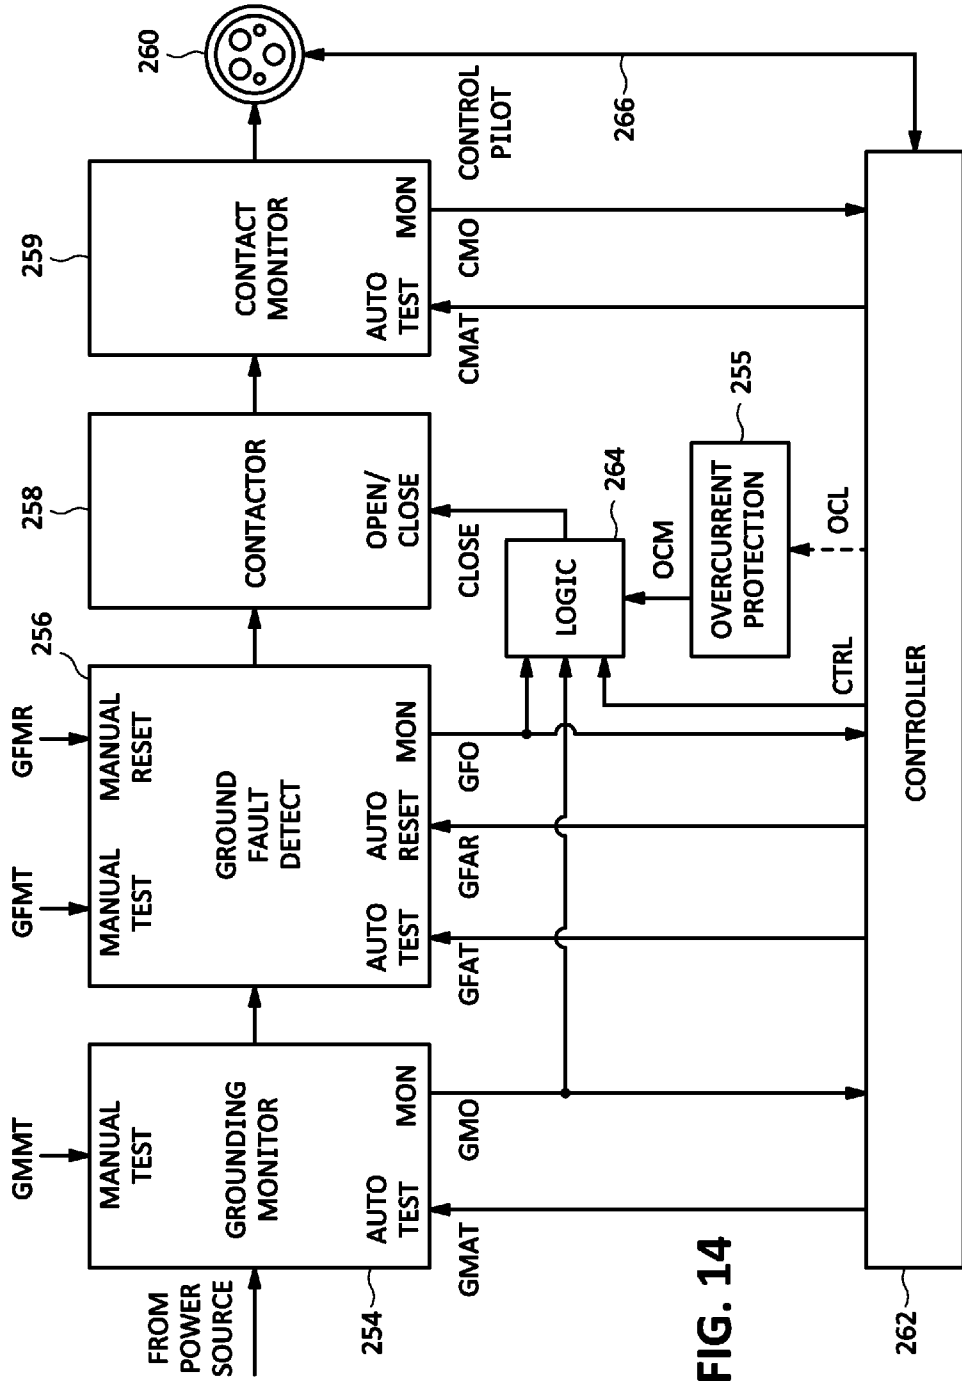 FROM
POWER
SOURCE
254
GMMT
MANUAL
TEST
GROUNDING
MONITOR
AUTO
TEST
MON
GMAT
GMO
256
GFMT
GFMR
MANUAL
TEST
MANUAL
RESET
GROUND
FAULT
DETECT
AUTO
TEST
AUTO
RESET
MON
GFAT
GFAR
GFO
258
CONTACTOR
OPEN/
CLOSE
CLOSE
259
CONTACT
MONITOR
AUTO
TEST
MON
CMAT
CMO
260
CONTROL
PILOT
266
LOGIC
264
OCM
OVERCURRENT
PROTECTION
255
CTRL
OCL
CONTROLLER
262
FIG. 14